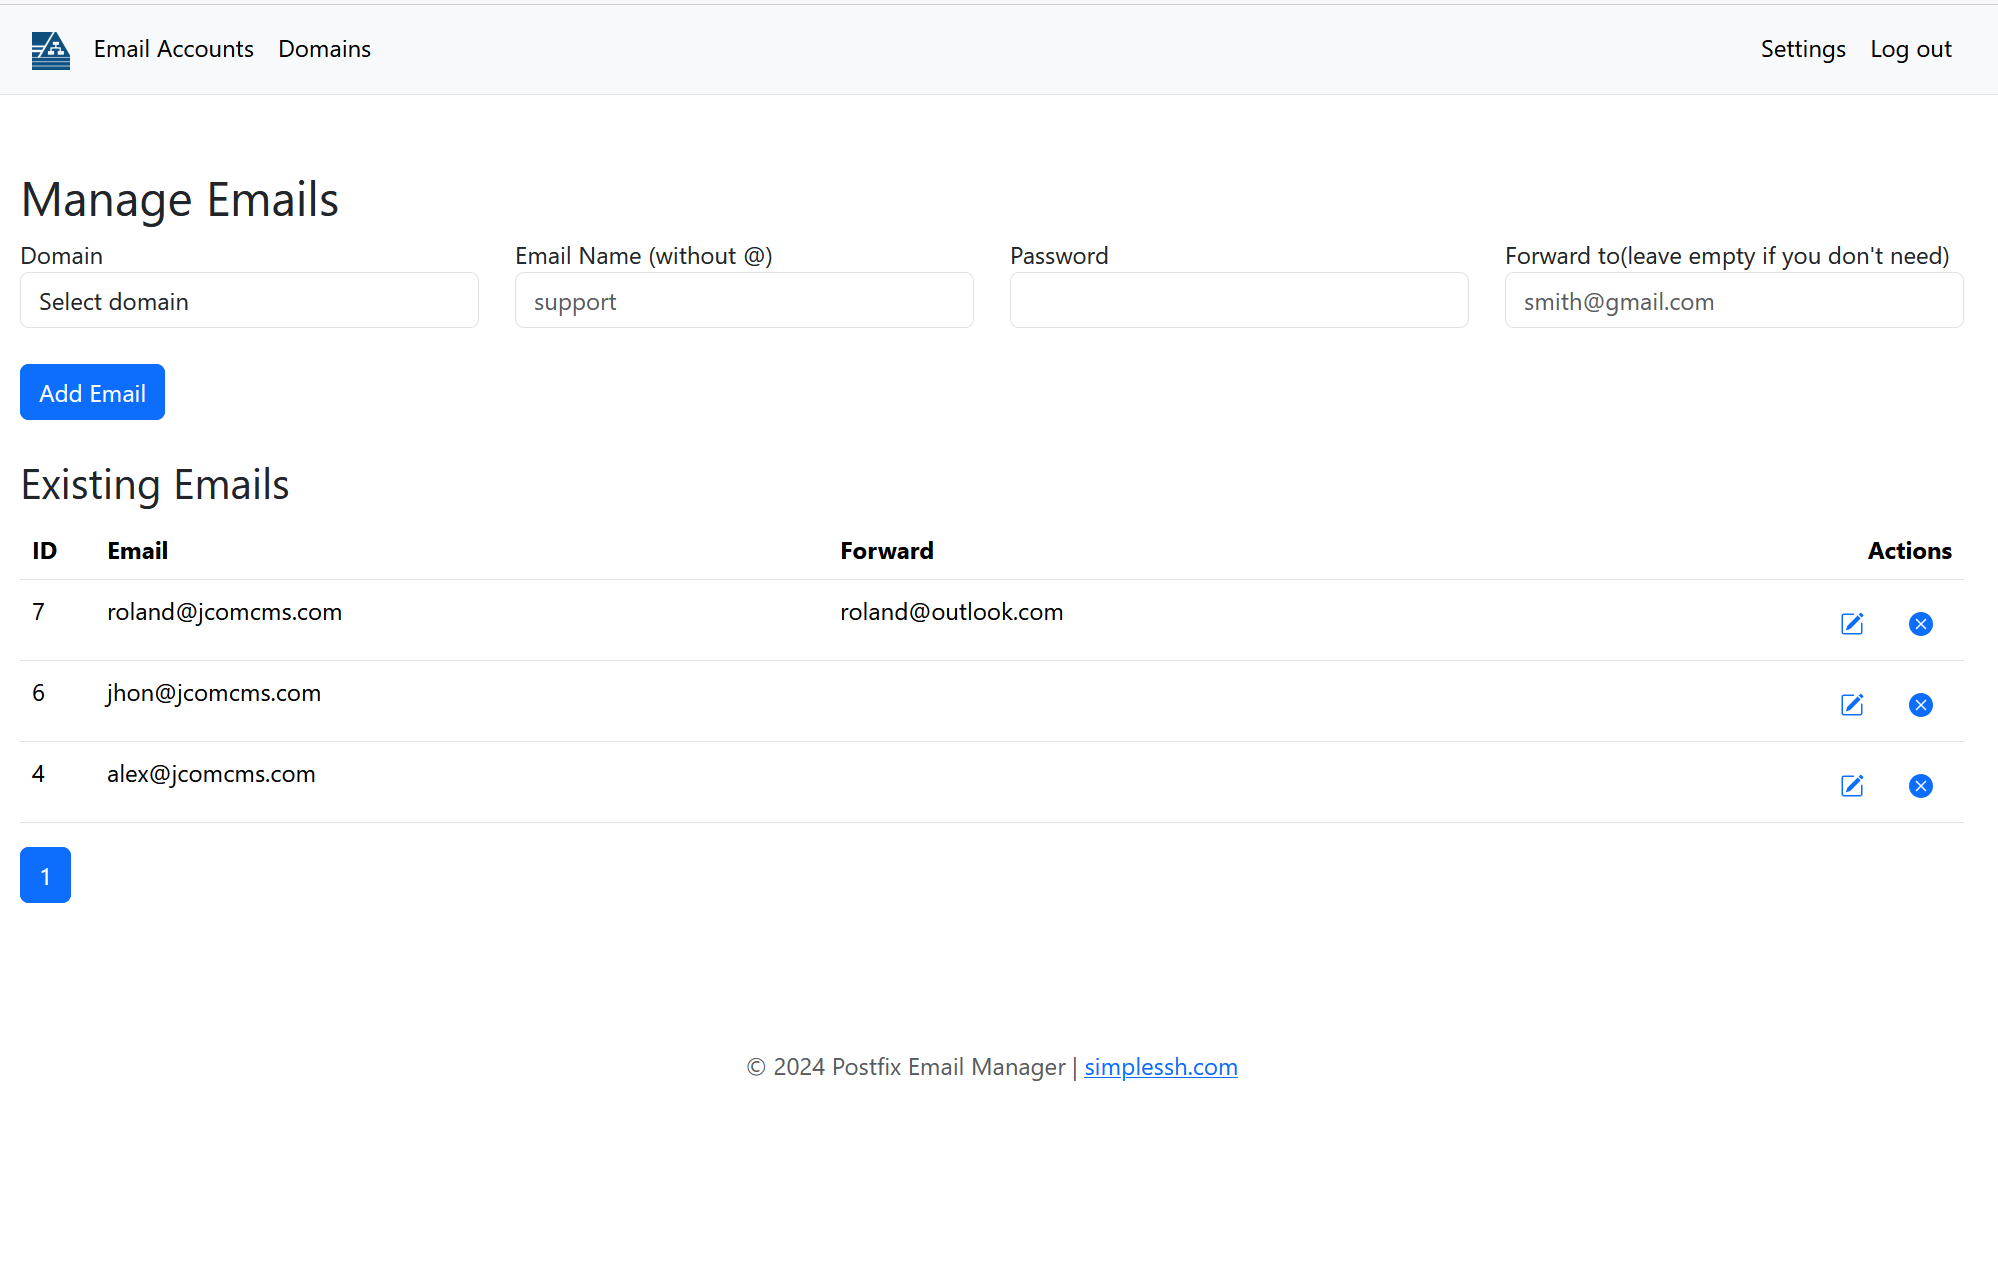 Email Accounts Domains Settings Log out
Manage Emails
Domain Email Name (without @) Password Forward to(leave empty if you don't need)
Select domain support smith@gmail.com
Add Email
Existing Emails
ID Email Forward Actions
7 roland@jcomcms.com roland@outlook.com
6 jhon@jcomcms.com
4 alex@jcomcms.com
1
© 2024 Postfix Email Manager | simplessh.com